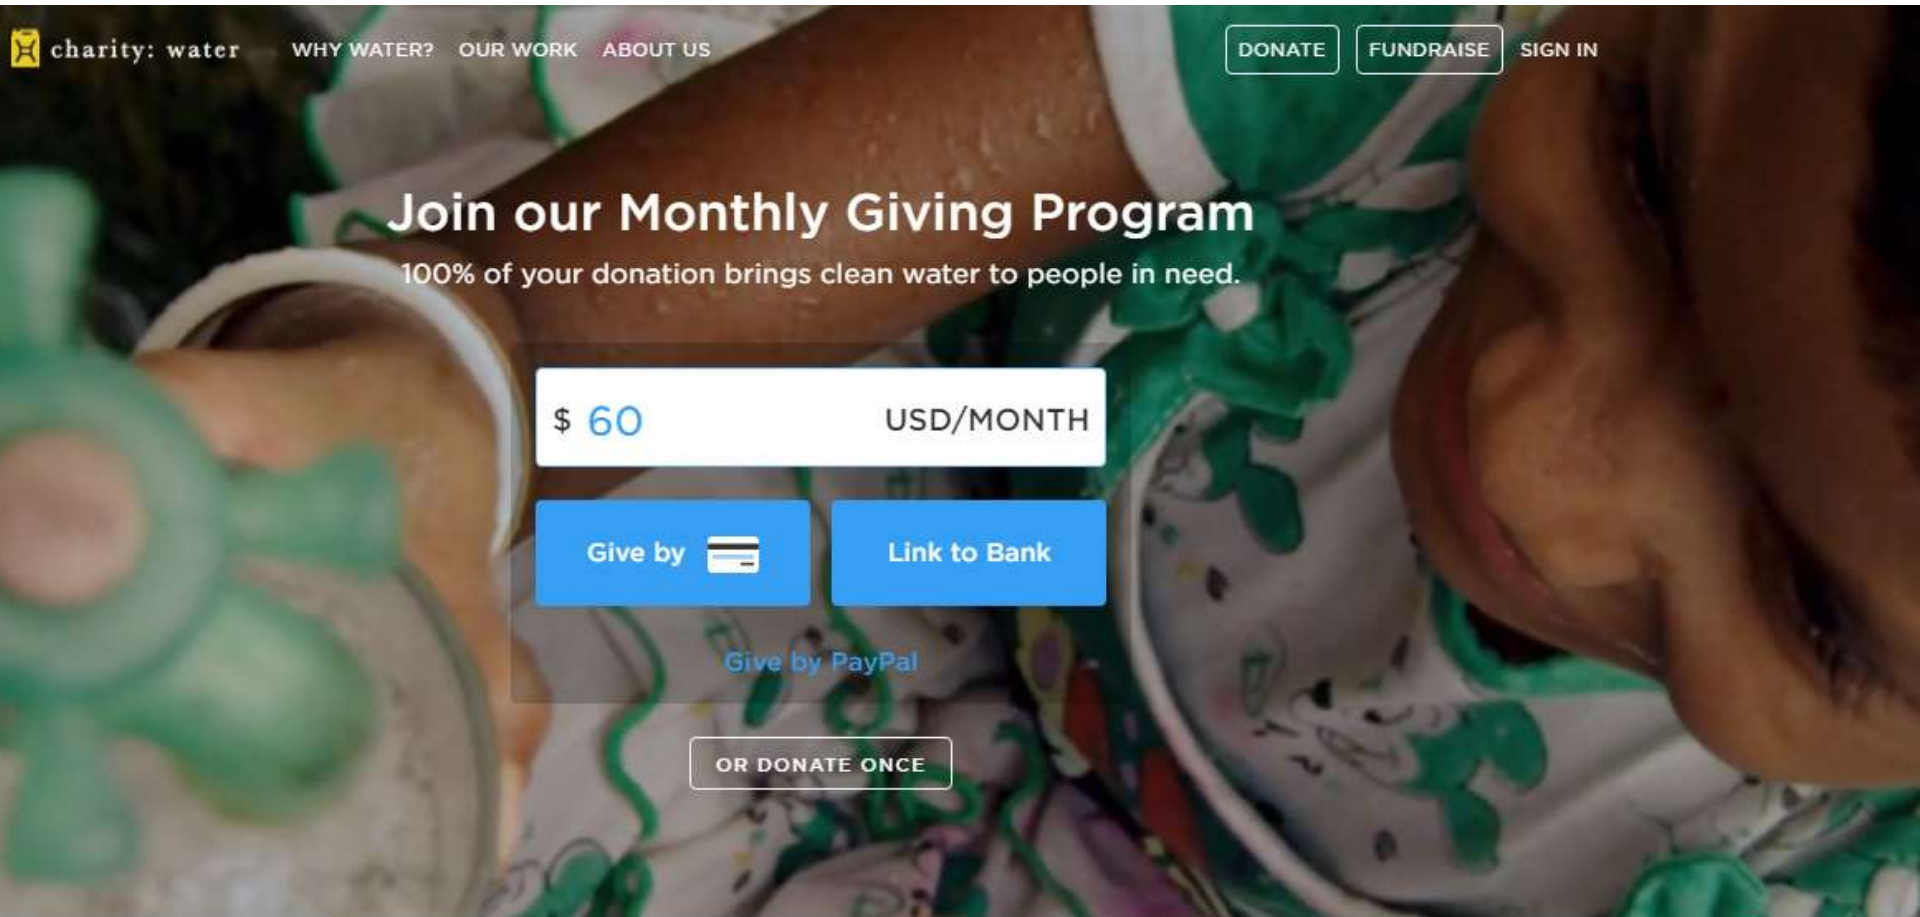 charity: water WHY WATER? OUR WORK ABOUT US DONATE FUNDRAISE SIGN IN
Join our Monthly Giving Program
100% of your donation brings clean water to people in need.
$ 60 USD/MONTH
Give by Link to Bank
Give by PayPal
OR DONATE ONCE